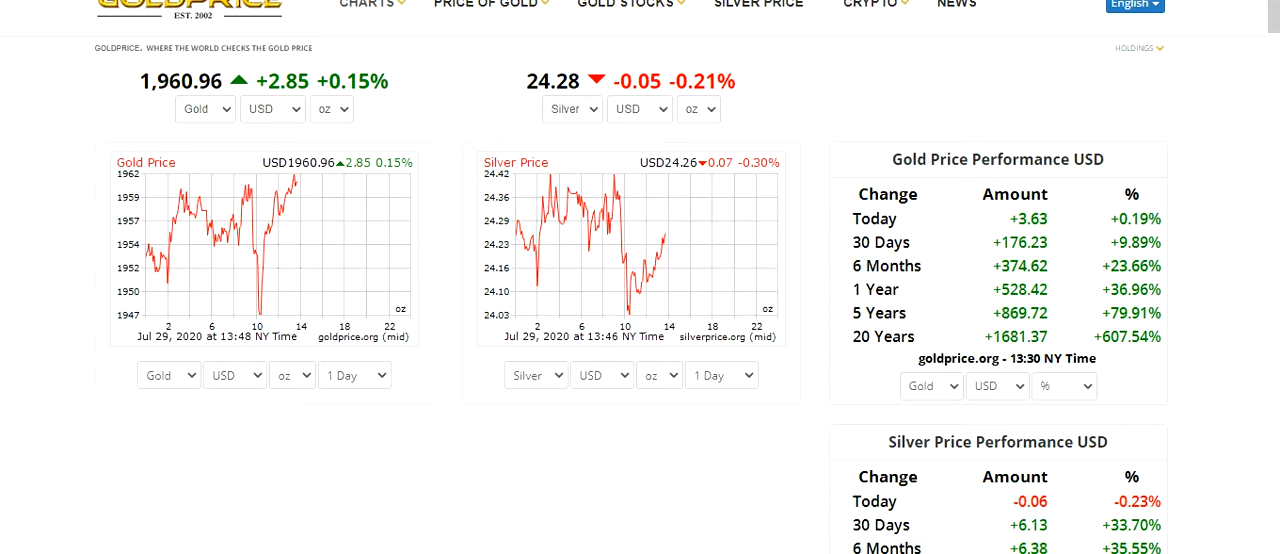 GOLDPRICE
EST. 2002
CHARTS
PRICE OF GOLD
GOLD STOCKS
SILVER PRICE
CRYPTO
NEWS
English
GOLDPRICE. WHERE THE WORLD CHECKS THE GOLD PRICE
HOLDINGS
1,960.96 +2.85 +0.15%
Gold USD oz
24.28 -0.05 -0.21%
Silver USD oz
Gold Price USD1960.96 2.85 0.15%
1962
1959
1957
1954
1952
1950
1947
oz
2 6 10 14 18 22
Jul 29, 2020 at 13:48 NY Time goldprice.org (mid)
Gold USD oz 1 Day
Silver Price USD24.26 0.07 -0.30%
24.42
24.36
24.29
24.23
24.16
24.10
24.03
oz
2 6 10 14 18 22
Jul 29, 2020 at 13:46 NY Time silverprice.org (mid)
Silver USD oz 1 Day
Gold Price Performance USD
Change Amount %
Today +3.63 +0.19%
30 Days +176.23 +9.89%
6 Months +374.62 +23.66%
1 Year +528.42 +36.96%
5 Years +869.72 +79.91%
20 Years +1681.37 +607.54%
goldprice.org - 13:30 NY Time
Gold USD %
Silver Price Performance USD
Change Amount %
Today -0.06 -0.23%
30 Days +6.13 +33.70%
6 Months +6.38 +35.55%